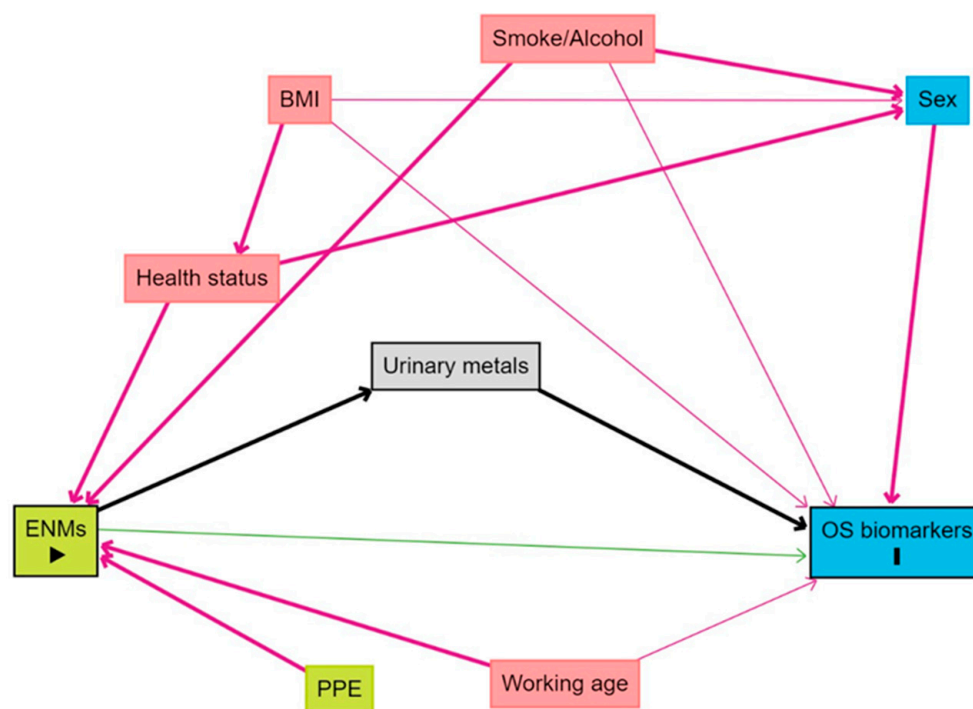 Smoke/Alcohol
BMI
Sex
Health status
Urinary metals
ENMs
OS biomarkers
PPE
Working age